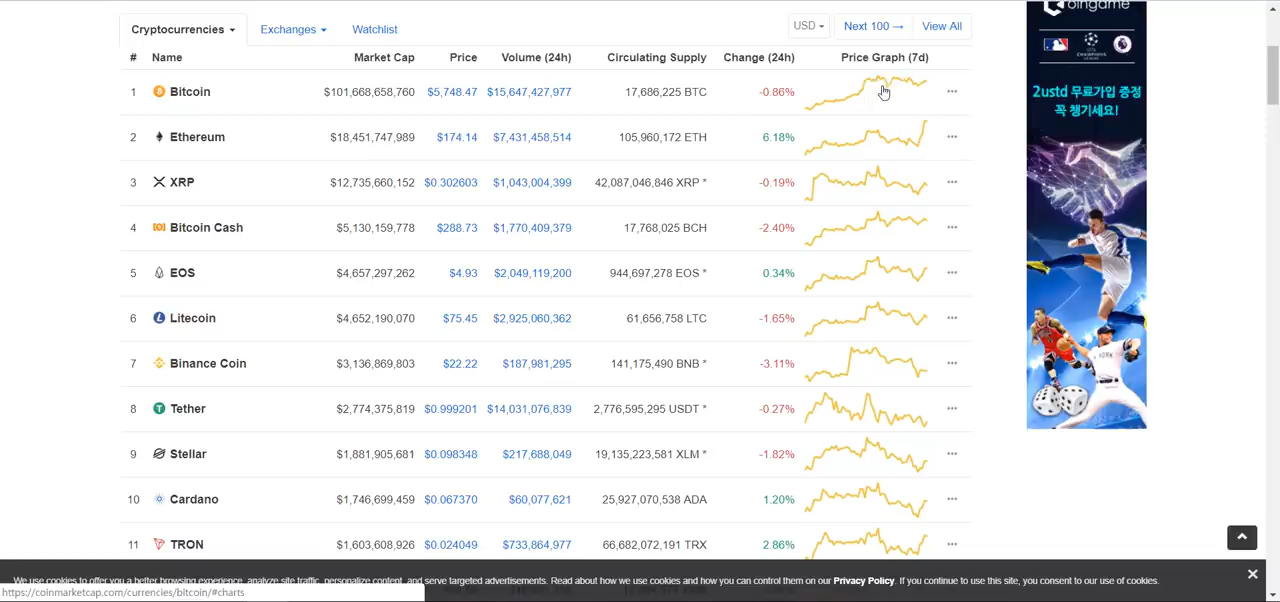 Cryptocurrencies Exchanges Watchlist USD Next 100 → View All
# Name Market Cap Price Volume (24h) Circulating Supply Change (24h) Price Graph (7d)
1 Bitcoin $101,668,658,760 $5,748.47 $15,647,427,977 17,686,225 BTC -0.86%
2 Ethereum $18,451,747,989 $174.14 $7,431,458,514 105,960,172 ETH 6.18%
3 XRP $12,735,660,152 $0.302603 $1,043,004,399 42,087,046,846 XRP * -0.19%
4 Bitcoin Cash $5,130,159,778 $288.73 $1,770,409,379 17,768,025 BCH -2.40%
5 EOS $4,657,297,262 $4.93 $2,049,119,200 944,697,278 EOS * 0.34%
6 Litecoin $4,652,190,070 $75.45 $2,925,060,362 61,656,758 LTC -1.65%
7 Binance Coin $3,136,869,803 $22.22 $187,981,295 141,175,490 BNB * -3.11%
8 Tether $2,774,375,819 $0.999201 $14,031,076,839 2,776,595,295 USDT * -0.27%
9 Stellar $1,881,905,681 $0.098348 $217,688,049 19,135,223,581 XLM * -1.82%
10 Cardano $1,746,699,459 $0.067370 $60,077,621 25,927,070,538 ADA 1.20%
11 TRON $1,603,608,926 $0.024049 $733,864,977 66,682,072,191 TRX 2.86%
2ustd 무료가입 증정
꼭 챙기세요!
We use cookies to offer you a better browsing experience, analyze site traffic, personalize content, and serve targeted advertisements. Read about how we use cookies and how you can control them on our Privacy Policy. If you continue to use this site, you consent to our use of cookies.
https://coinmarketcap.com/currencies/bitcoin/#charts